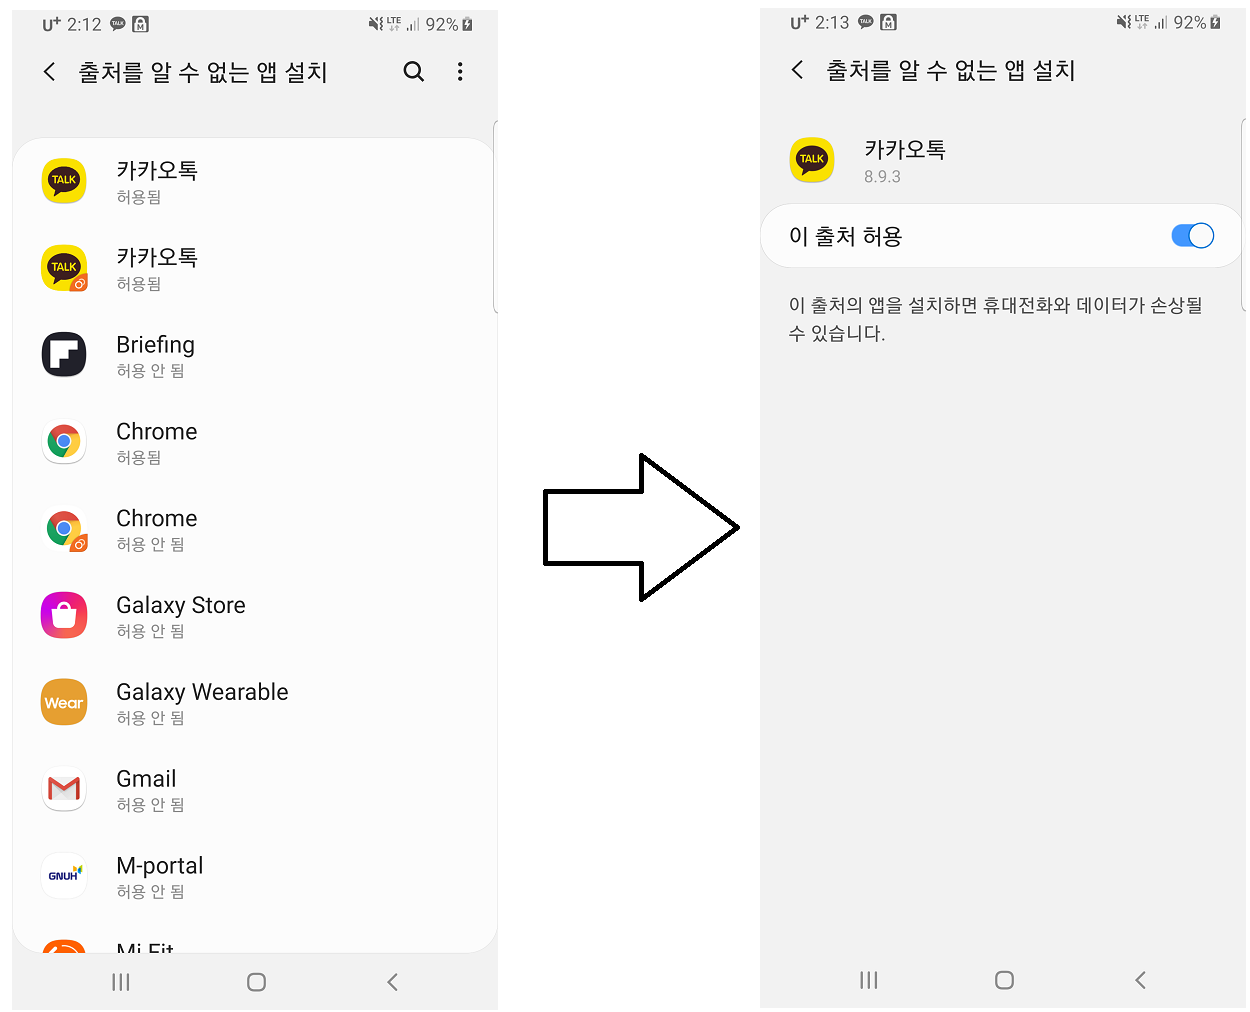 U+ 2:12 TALK M LTE 92%
출처를 알 수 없는 앱 설치
TALK
카카오톡
허용됨
TALK
카카오톡
허용됨
Briefing
허용 안 됨
Chrome
허용됨
Chrome
허용 안 됨
Galaxy Store
허용 안 됨
Wear
Galaxy Wearable
허용 안 됨
Gmail
허용 안 됨
GNUH
M-portal
허용 안 됨
Mi Fit
U+ 2:13 TALK M LTE 92%
출처를 알 수 없는 앱 설치
TALK
카카오톡
8.9.3
이 출처 허용
이 출처의 앱을 설치하면 휴대전화와 데이터가 손상될
수 있습니다.